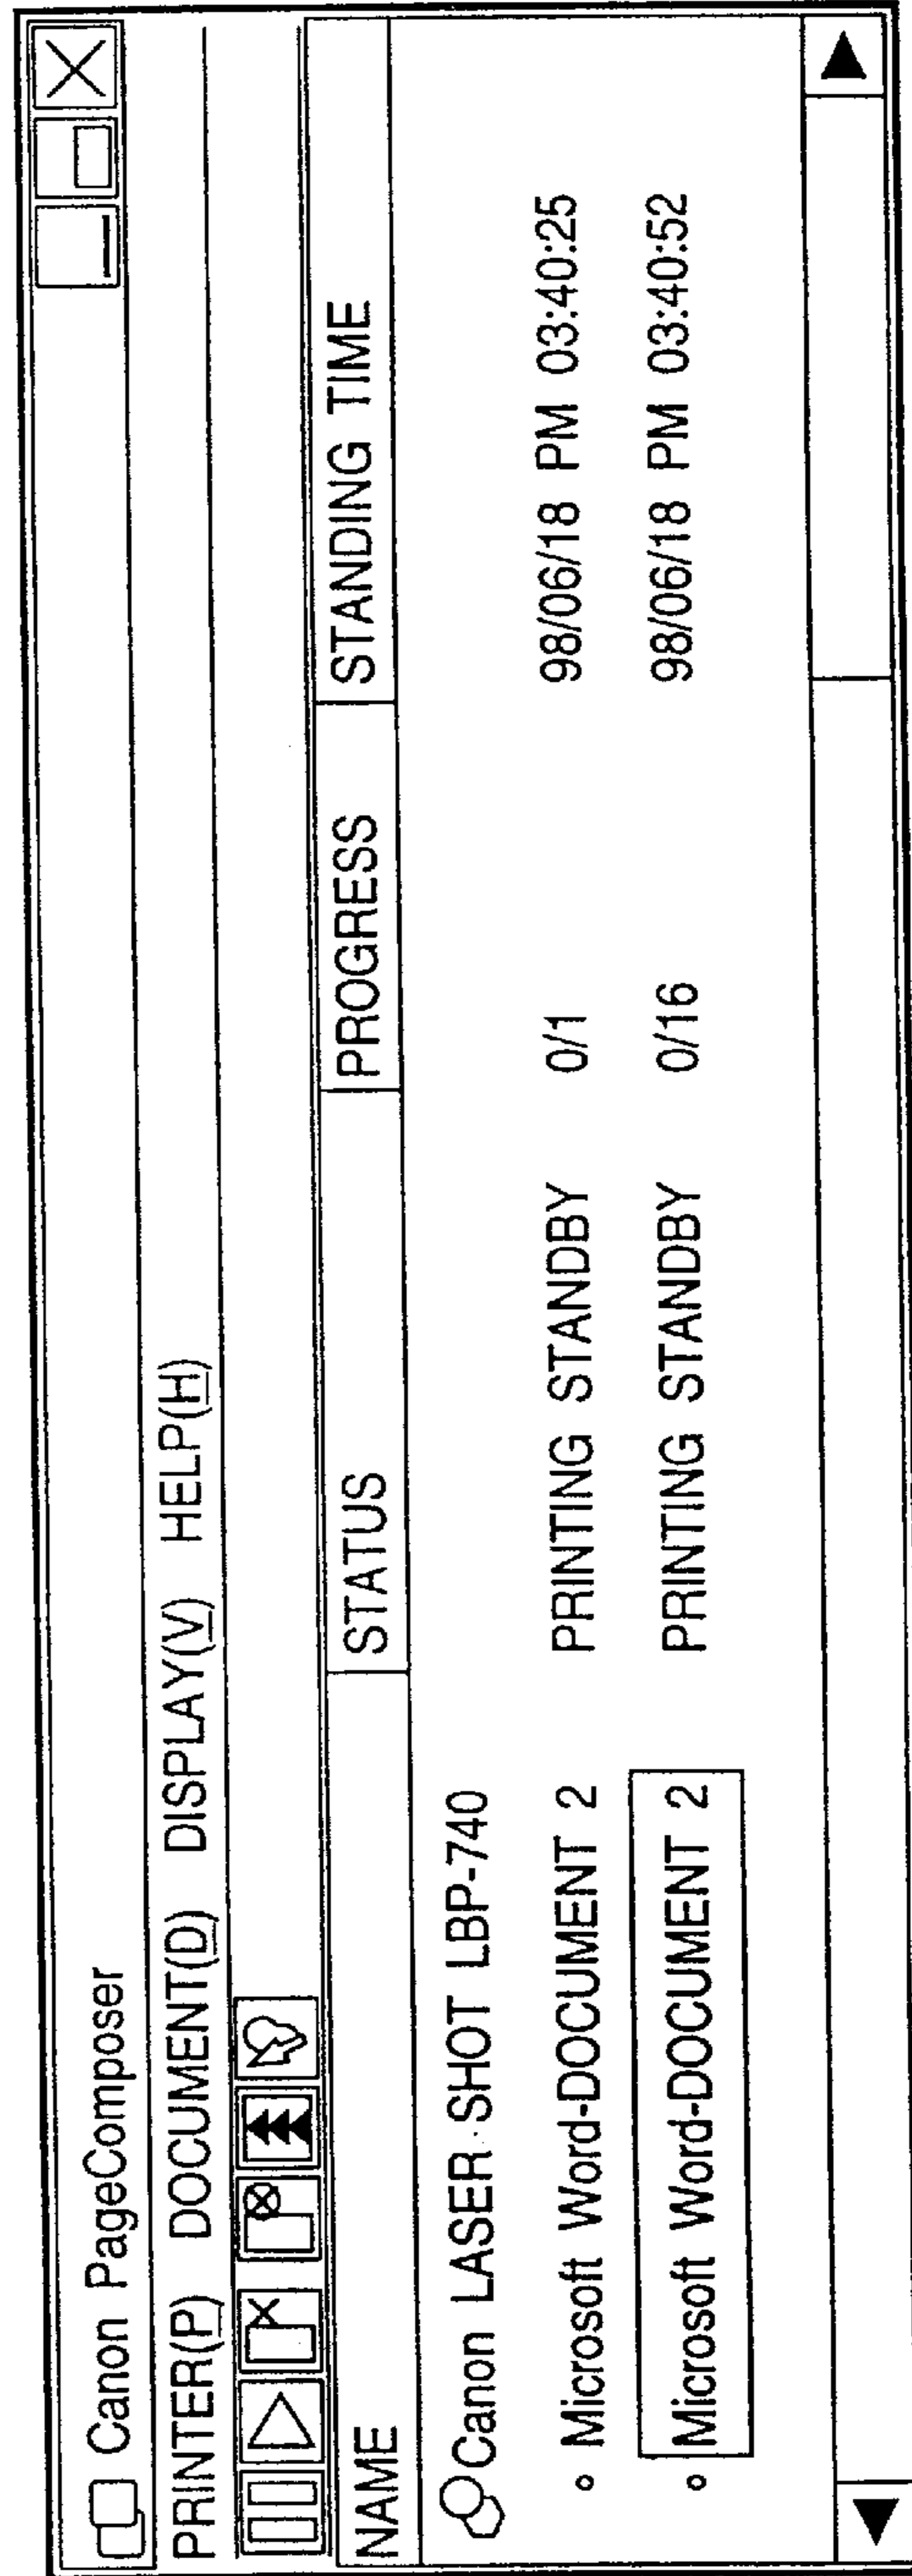 Canon PageComposer
PRINTER(P) DOCUMENT(D) DISPLAY(V) HELP(H)
NAME STATUS PROGRESS STANDING TIME
Canon LASER SHOT LBP-740
Microsoft Word-DOCUMENT 2 PRINTING STANDBY 0/1 98/06/18 PM 03:40:25
Microsoft Word-DOCUMENT 2 PRINTING STANDBY 0/16 98/06/18 PM 03:40:52